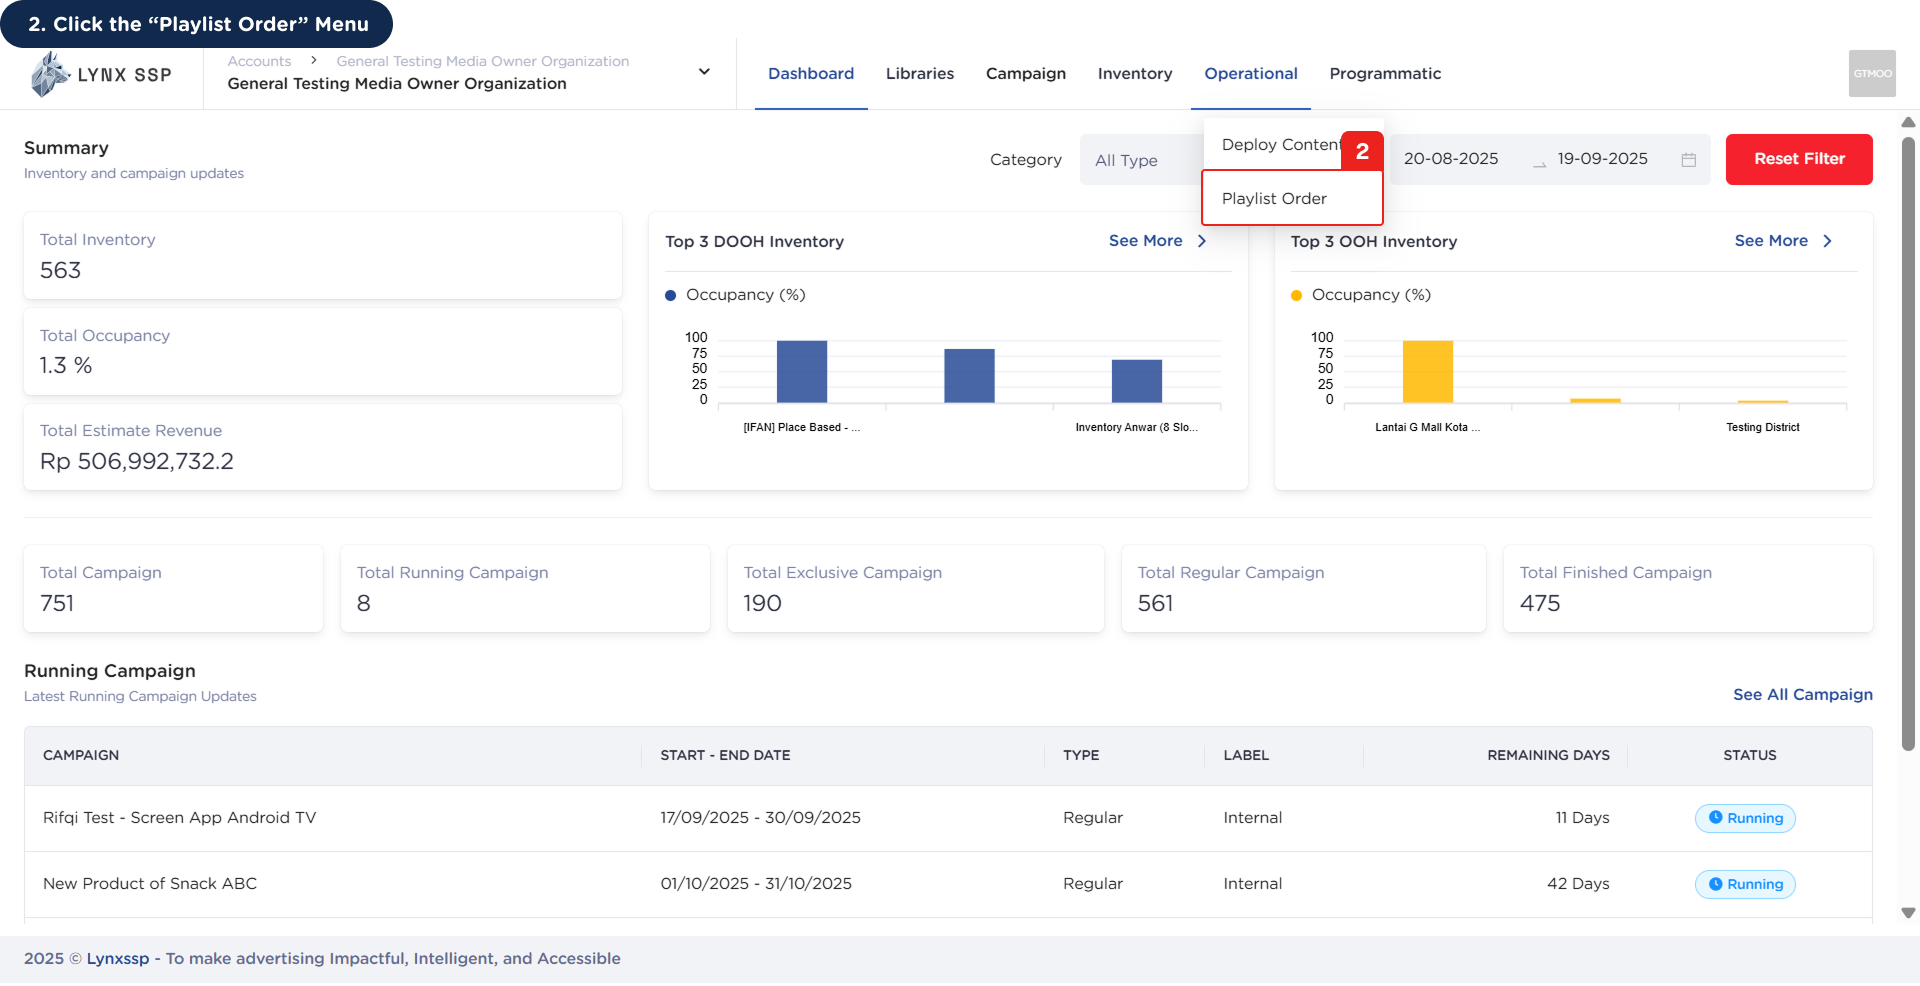 2. Click the “Playlist Order” Menu
LYNX SSP
Accounts > General Testing Media Owner Organization
General Testing Media Owner Organization
Dashboard Libraries Campaign Inventory Operational Programmatic
GTMOO
Summary
Inventory and campaign updates
Category All Type
Deploy Content
2
Playlist Order
20-08-2025 19-09-2025
Reset Filter
Total Inventory
563
Total Occupancy
1.3 %
Total Estimate Revenue
Rp 506,992,732.2
Top 3 DOOH Inventory See More
Occupancy (%)
100
75
50
25
0
[IFAN] Place Based - ... Inventory Anwar (8 Slo...
Top 3 OOH Inventory See More
Occupancy (%)
100
75
50
25
0
Lantai G Mall Kota ... Testing District
Total Campaign
751
Total Running Campaign
8
Total Exclusive Campaign
190
Total Regular Campaign
561
Total Finished Campaign
475
Running Campaign
Latest Running Campaign Updates
See All Campaign
CAMPAIGN START - END DATE TYPE LABEL REMAINING DAYS STATUS
Rifqi Test - Screen App Android TV 17/09/2025 - 30/09/2025 Regular Internal 11 Days Running
New Product of Snack ABC 01/10/2025 - 31/10/2025 Regular Internal 42 Days Running
2025 © Lynxssp - To make advertising Impactful, Intelligent, and Accessible